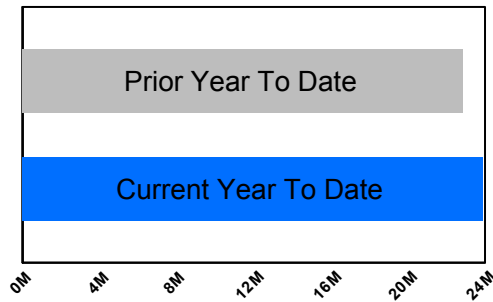 Prior Year To Date
Current Year To Date
0M 4M 8M 12M 16M 20M 24M